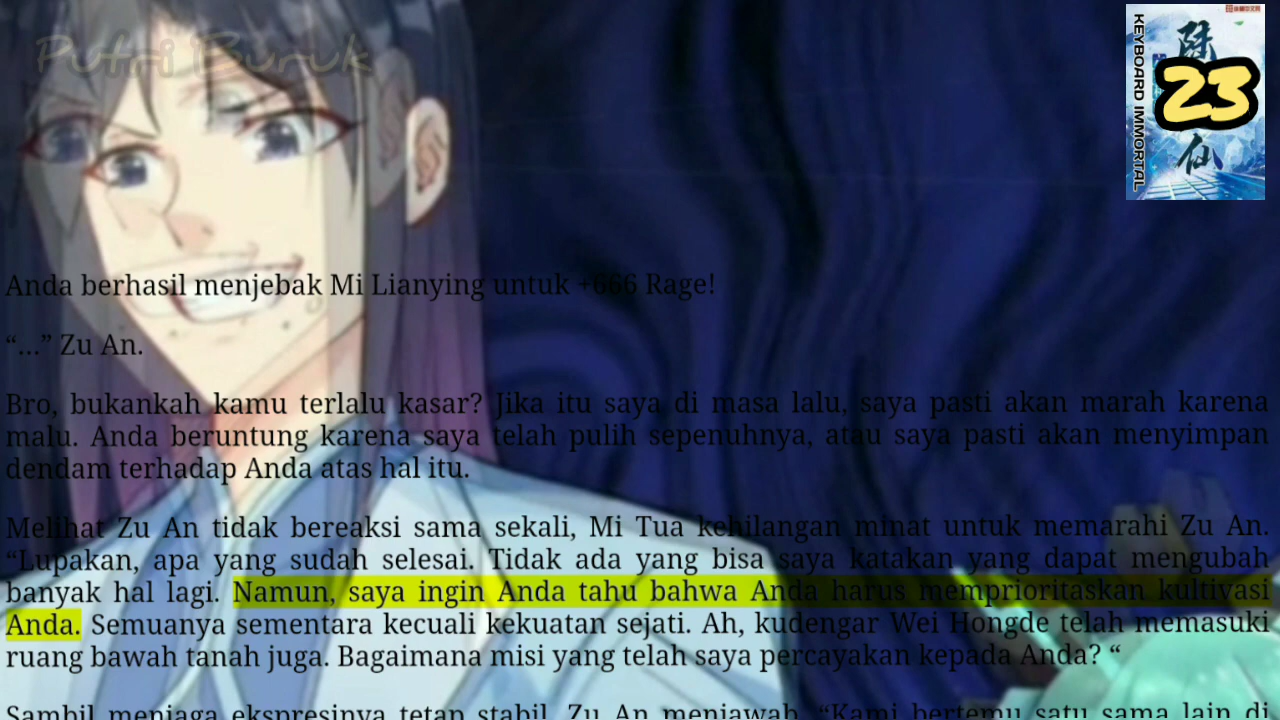 Putri Buruk
KEYBOARD IMMORTAL
陆
23
仙
Anda berhasil menjebak Mi Lianying untuk +666 Rage!
“...” Zu An.
Bro, bukankah kamu terlalu kasar? Jika itu saya di masa lalu, saya pasti akan marah karena
malu. Anda beruntung karena saya telah pulih sepenuhnya, atau saya pasti akan menyimpan
dendam terhadap Anda atas hal itu.
Melihat Zu An tidak bereaksi sama sekali, Mi Tua kehilangan minat untuk memarahi Zu An.
“Lupakan, apa yang sudah selesai. Tidak ada yang bisa saya katakan yang dapat mengubah
banyak hal lagi. Namun, saya ingin Anda tahu bahwa Anda harus memprioritaskan kultivasi
Anda. Semuanya sementara kecuali kekuatan sejati. Ah, kudengar Wei Hongde telah memasuki
ruang bawah tanah juga. Bagaimana misi yang telah saya percayakan kepada Anda? “
Sambil menjaga ekspresinya tetap stabil, Zu An menjawab, “Kami bertemu satu sama lain di